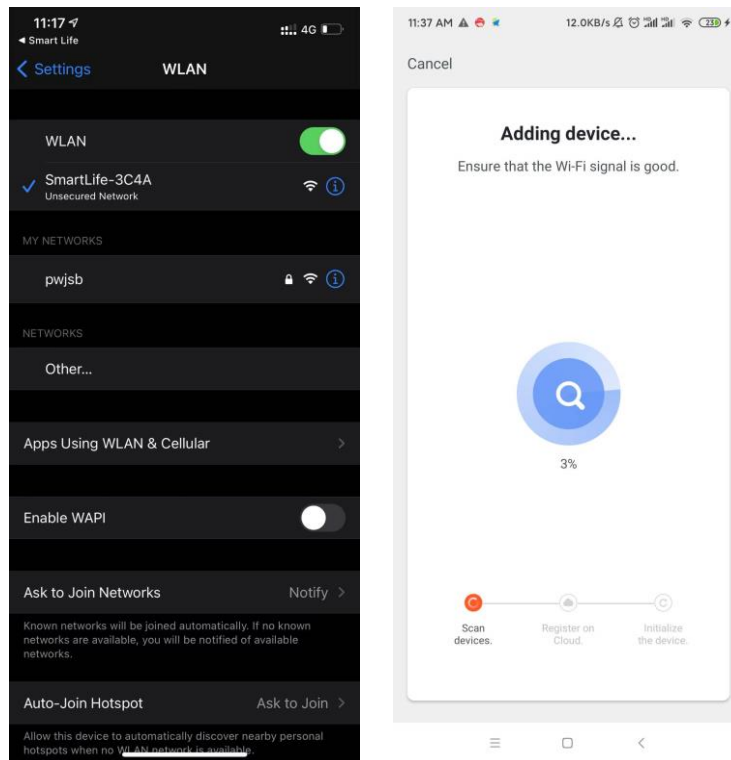 11:17
4G
◀ Smart Life
Settings
WLAN
WLAN
SmartLife-3C4A
Unsecured Network
MY NETWORKS
pwjsb
NETWORKS
Other...
Apps Using WLAN & Cellular
Enable WAPI
Ask to Join Networks
Notify
Known networks will be joined automatically. If no known
networks are available, you will be notified of available
networks.
Auto-Join Hotspot
Ask to Join
Allow this device to automatically discover nearby personal
hotspots when no WLAN network is available.
11:37 AM
12.0KB/s
Cancel
Adding device...
Ensure that the Wi-Fi signal is good.
3%
Scan
devices.
Register on
Cloud.
Initialize
the device.